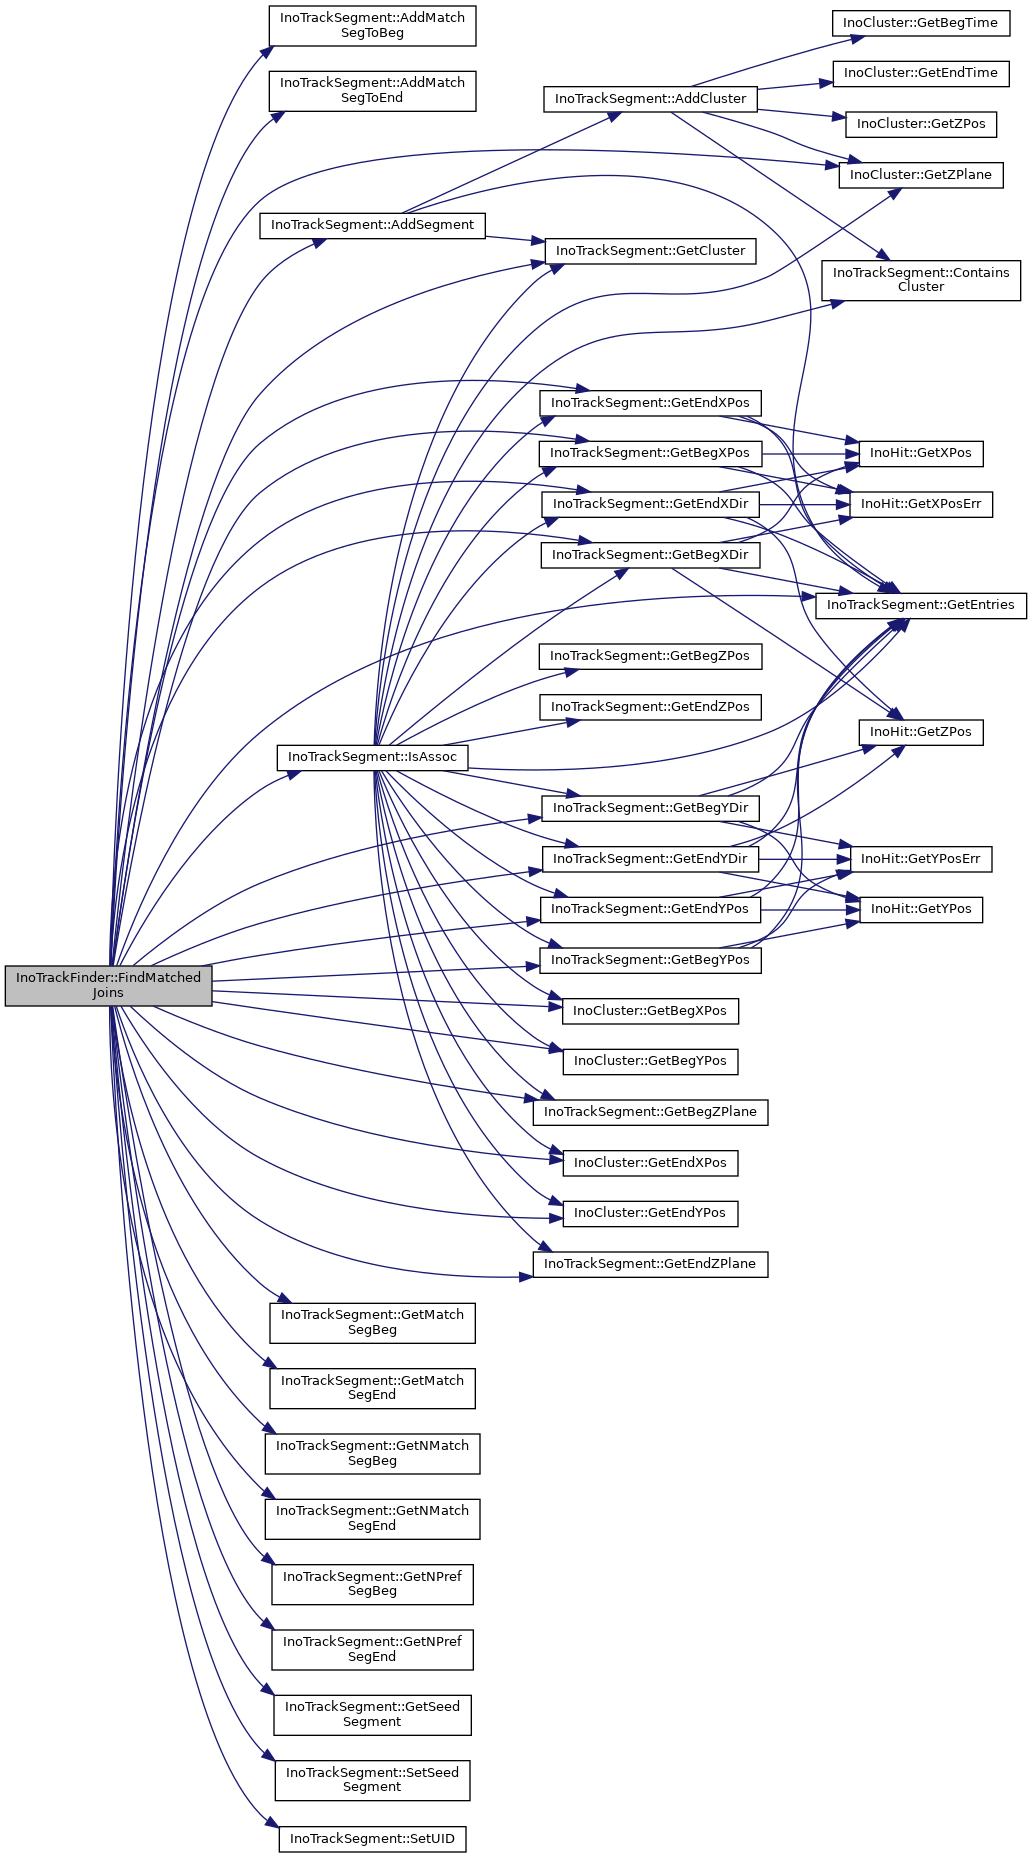 InoTrackSegment::AddMatch
SegToBeg
InoCluster::GetBegTime
InoCluster::GetEndTime
InoTrackSegment::AddMatch
SegToEnd
InoTrackSegment::AddCluster
InoCluster::GetZPos
InoCluster::GetZPlane
InoTrackSegment::AddSegment
InoTrackSegment::GetCluster
InoTrackSegment::Contains
Cluster
InoTrackSegment::GetEndXPos
InoTrackSegment::GetBegXPos
InoHit::GetXPos
InoTrackSegment::GetEndXDir
InoHit::GetXPosErr
InoTrackSegment::GetBegXDir
InoTrackSegment::GetEntries
InoTrackSegment::GetBegZPos
InoTrackSegment::GetEndZPos
InoHit::GetZPos
InoTrackSegment::IsAssoc
InoTrackSegment::GetBegYDir
InoTrackSegment::GetEndYDir
InoHit::GetYPosErr
InoTrackSegment::GetEndYPos
InoHit::GetYPos
InoTrackSegment::GetBegYPos
InoTrackFinder::FindMatched
Joins
InoCluster::GetBegXPos
InoCluster::GetBegYPos
InoTrackSegment::GetBegZPlane
InoCluster::GetEndXPos
InoCluster::GetEndYPos
InoTrackSegment::GetEndZPlane
InoTrackSegment::GetMatch
SegBeg
InoTrackSegment::GetMatch
SegEnd
InoTrackSegment::GetNMatch
SegBeg
InoTrackSegment::GetNMatch
SegEnd
InoTrackSegment::GetNPref
SegBeg
InoTrackSegment::GetNPref
SegEnd
InoTrackSegment::GetSeed
Segment
InoTrackSegment::SetSeed
Segment
InoTrackSegment::SetUID